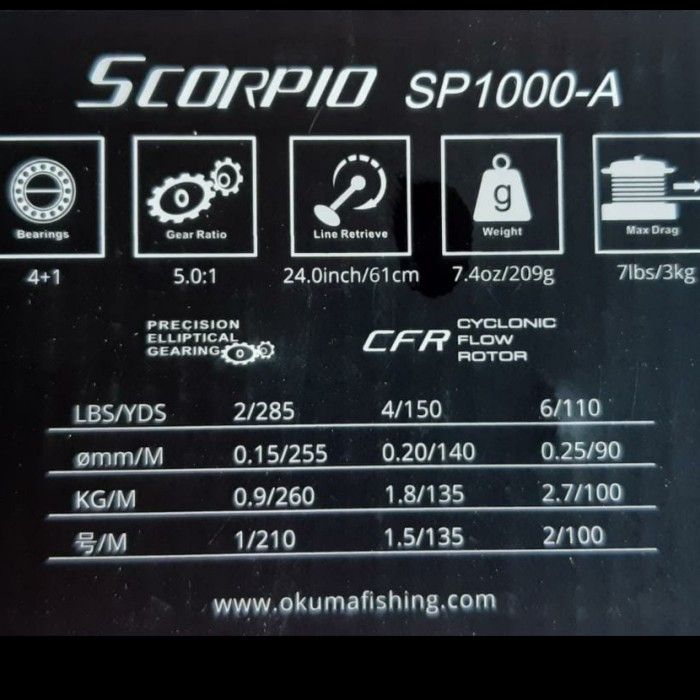 SCORPIO SP1000-A
Bearings Gear Ratio Line Retrieve g Weight Max Drag
4+1 5.0:1 24.0inch/61cm 7.4oz/209g 7lbs/3kg
PRECISION
ELLIPTICAL
GEARING
CFR CYCLONIC
FLOW
ROTOR
LBS/YDS 2/285 4/150 6/110
ømm/M 0.15/255 0.20/140 0.25/90
KG/M 0.9/260 1.8/135 2.7/100
号/M 1/210 1.5/135 2/100
www.okumafishing.com